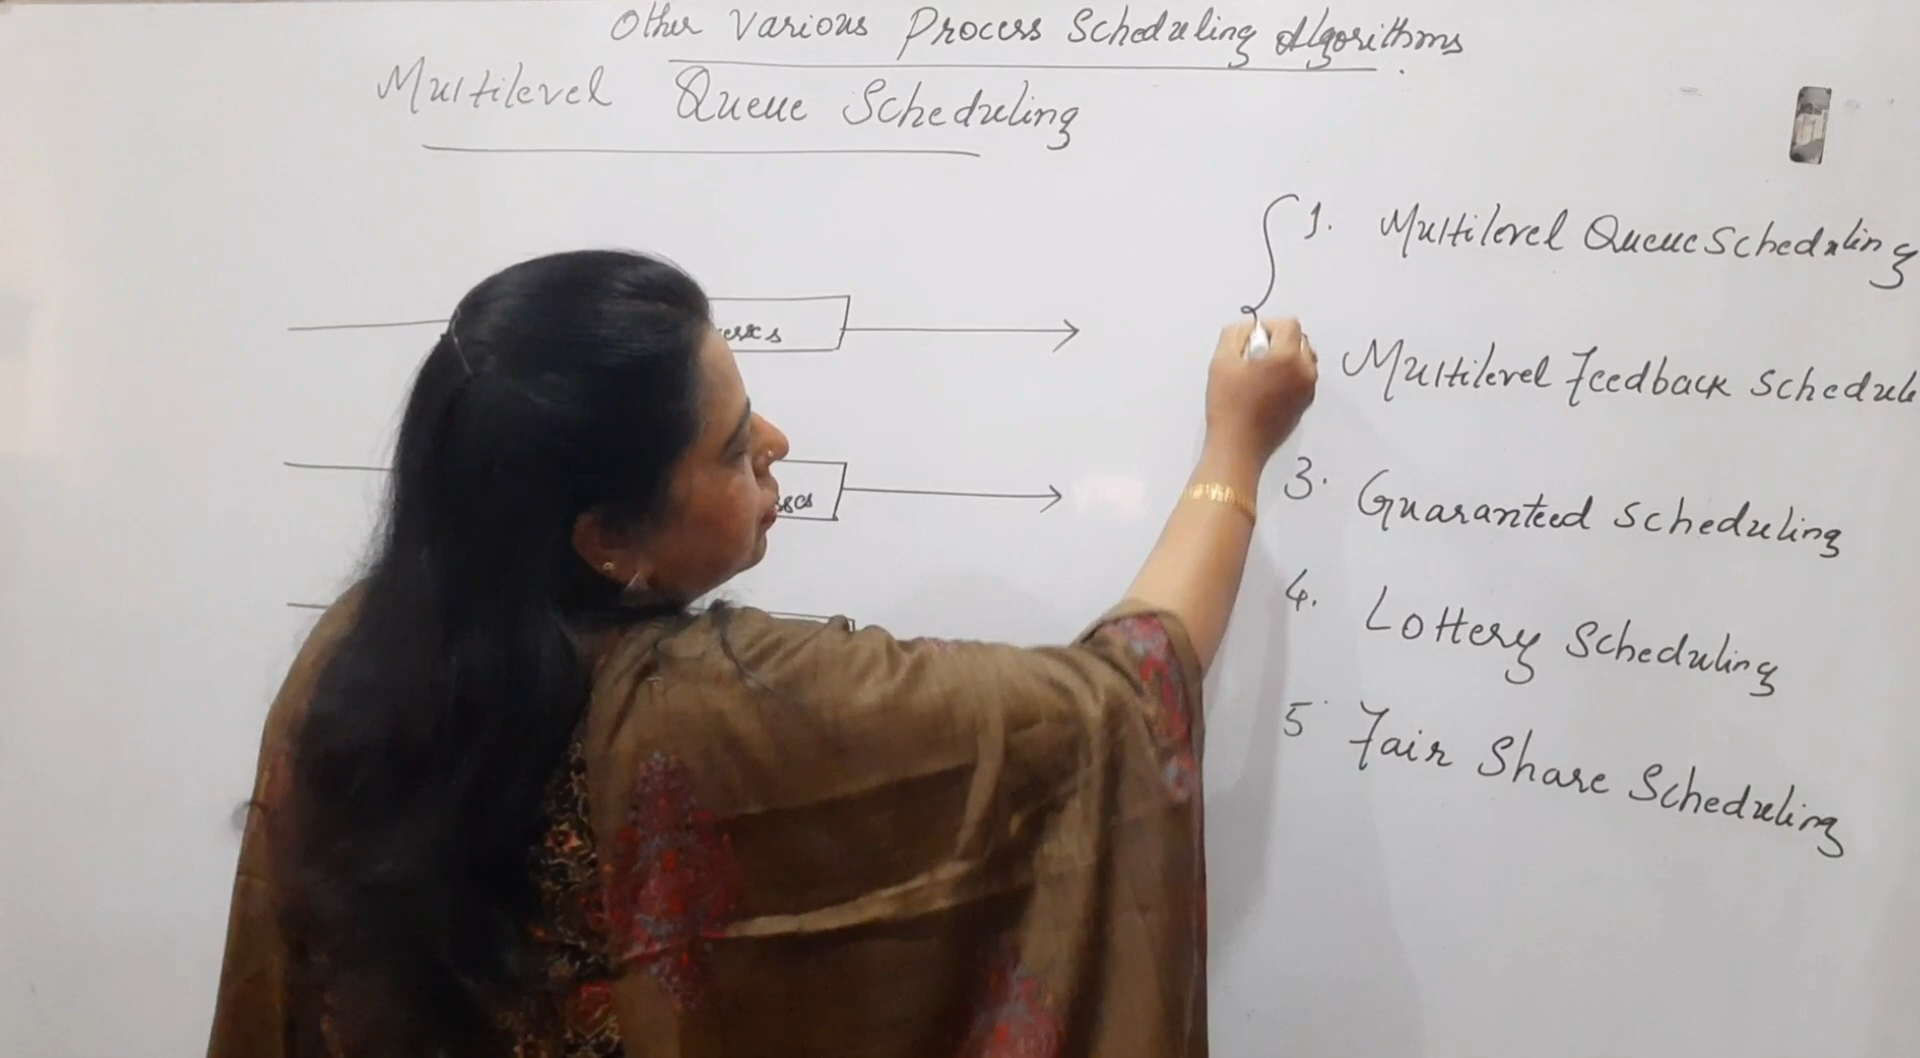 Other Various Process Scheduling Algorithms
Multilevel Queue Scheduling
1. Multilevel Queue Scheduling
Multilevel Feedback Schedule
3. Guaranteed Scheduling
4. Lottery Scheduling
5 Fair Share Scheduling